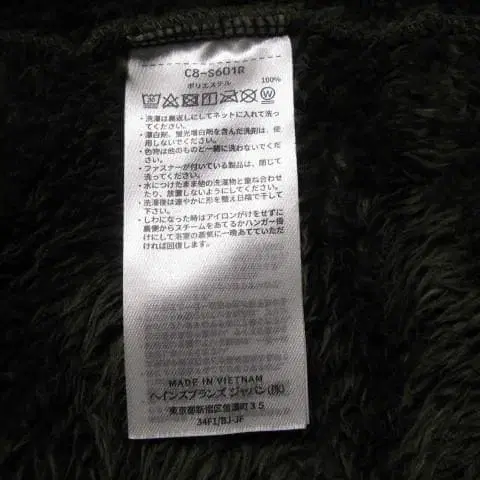 C8-S601R
ポリエステル 100%
・洗濯は裏返しにしてネットに入れて洗っ
てください。
・漂白剤、蛍光増白剤を含んだ洗剤は、使
用しないでください。
・色物は他のものと一緒に洗わないでくださ
い。
・ファスナーが付いている製品は、閉じて
洗ってください。
・水につけたまま他の洗濯物と重ね合わせ
たり、放置しないようにしてください。
・洗濯後は速やかに形を整え日陰で干して
下さい。
・しわになった時はアイロンがけをせずに
裏側からスチームをあてるかハンガー掛
けにして浴室の蒸気に一晩あてていただ
ければ回復します。
MADE IN VIETNAM
ヘインズブランズ ジャパン(株)
東京都新宿区信濃町35
34F1/BJ-JF